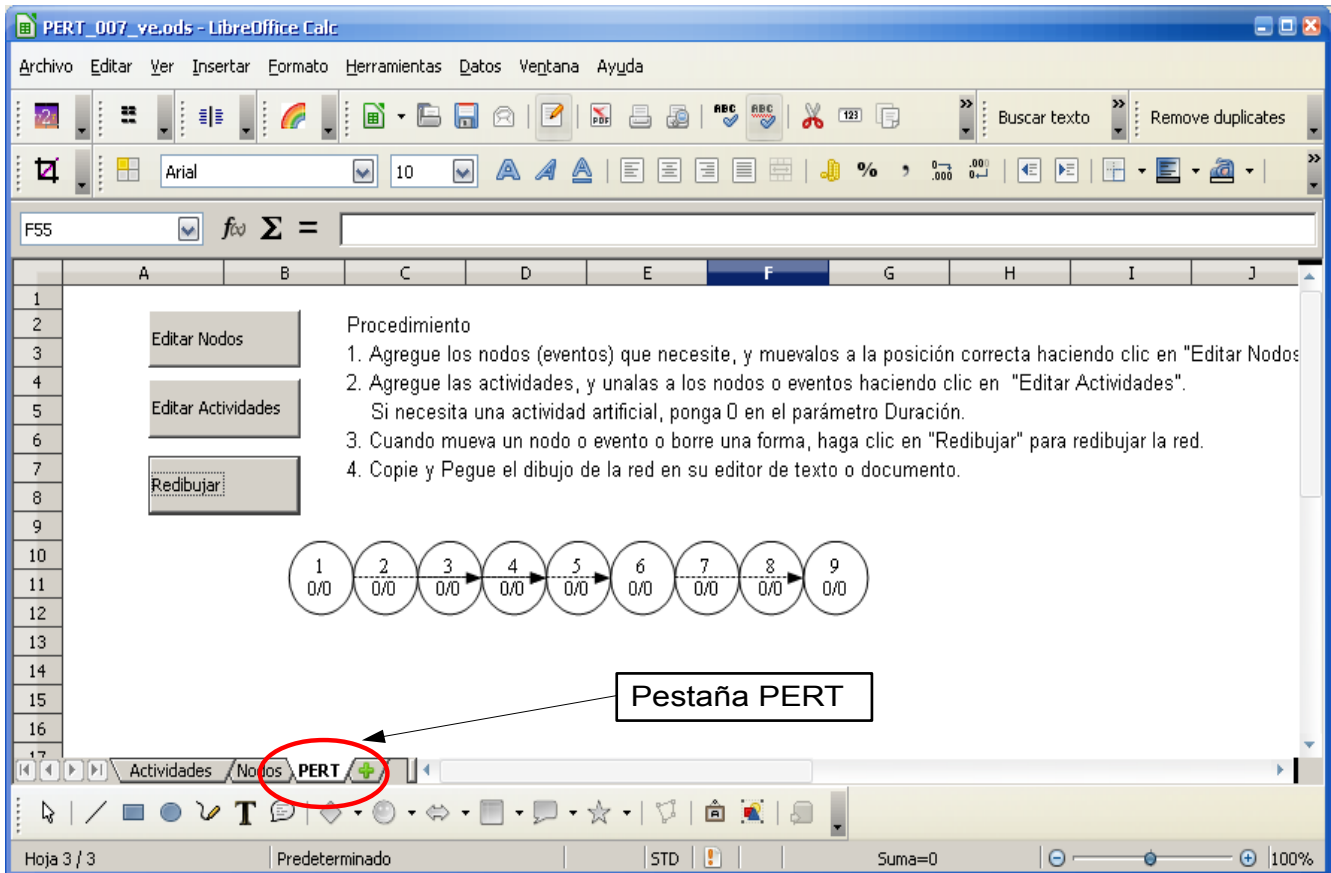 PERT_007_ve.ods - LibreOffice Calc
Archivo Editar Ver Insertar Formato Herramientas Datos Ventana Ayuda
Buscar texto Remove duplicates
Arial 10
F55
A B C D E F G H I J
1
2 Procedimiento
Editar Nodos
3 1. Agregue los nodos (eventos) que necesite, y muevalos a la posición correcta haciendo clic en "Editar Nodos
4 2. Agregue las actividades, y unalas a los nodos o eventos haciendo clic en "Editar Actividades".
Editar Actividades
5 Si necesita una actividad artificial, ponga 0 en el parámetro Duración.
6 3. Cuando mueva un nodo o evento o borre una forma, haga clic en "Redibujar" para redibujar la red.
7 4. Copie y Pegue el dibujo de la red en su editor de texto o documento.
Redibujar
8
9
10 1 2 3 4 5 6 7 8 9
11 0/0 0/0 0/0 0/0 0/0 0/0 0/0 0/0 0/0
12
13
14
15 Pestaña PERT
16
17
Actividades Nodos PERT
Hoja 3 / 3 Predeterminado STD Suma=0 100%